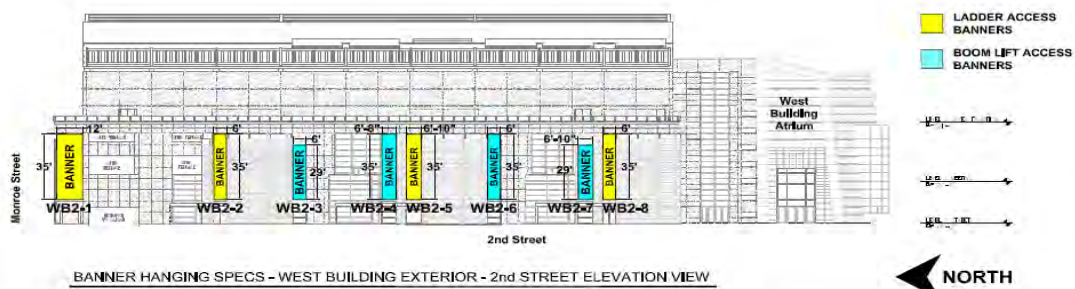 LADDER ACCESS
BANNERS
BOOM LIFT ACCESS
BANNERS
West
Building
Atrium
12'
6'
6'
6'-6"
6'-10"
6'
6'-10"
6'
35'
BANNER
35'
BANNER
BANNER
29'
35'
BANNER
BANNER
35'
BANNER
35'
29'
BANNER
BANNER
35'
WB2-1
WB2-2
WB2-3
WB2-4
WB2-5
WB2-6
WB2-7
WB2-8
Monroe Street
2nd Street
BANNER HANGING SPECS - WEST BUILDING EXTERIOR - 2nd STREET ELEVATION VIEW
NORTH